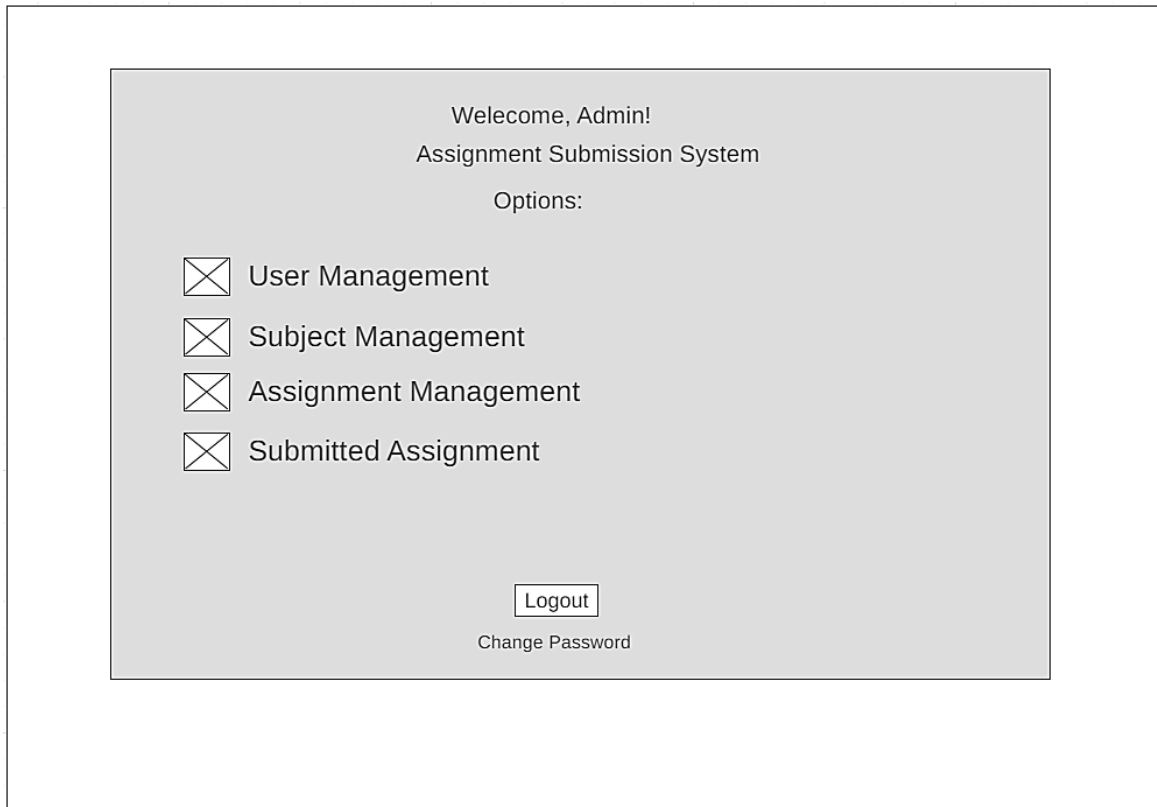 Welecome, Admin!
Assignment Submission System
Options:
User Management
Subject Management
Assignment Management
Submitted Assignment
Logout
Change Password